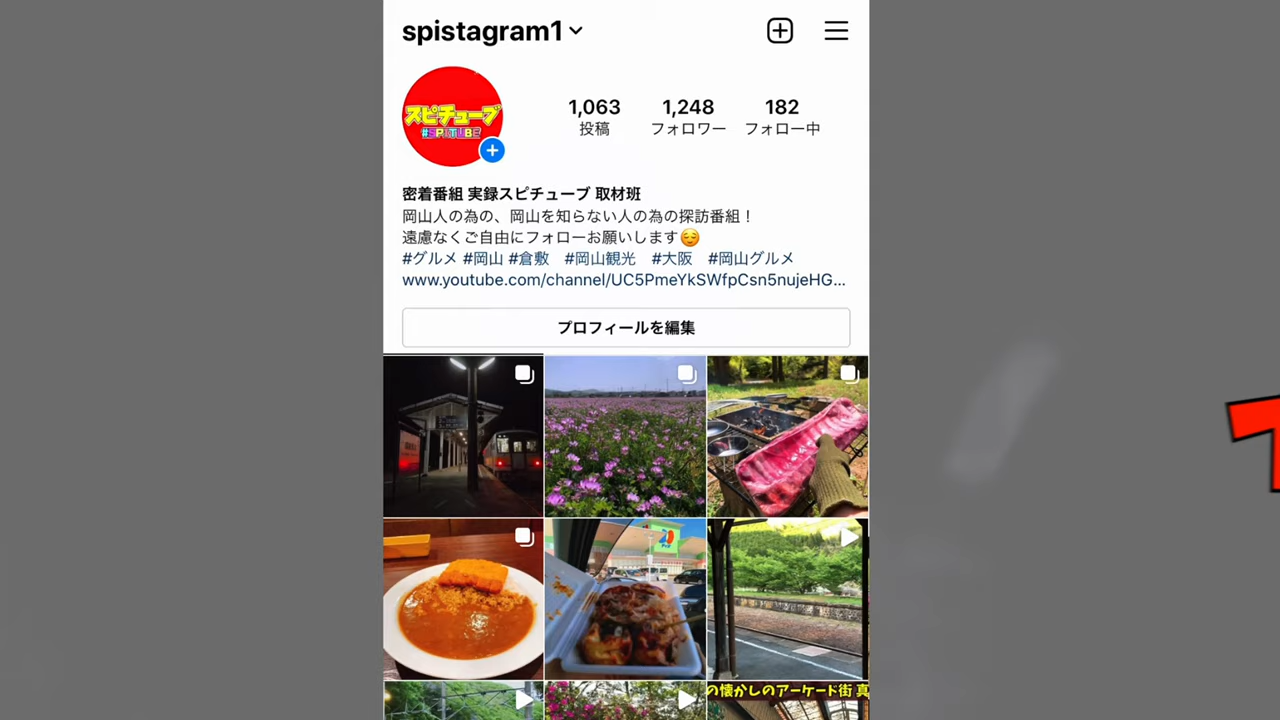 spistagram1
スピチューブ
#SPITUBE
1,063
投稿
1,248
フォロワー
182
フォロー中
密着番組 実録スピチューブ 取材班
岡山人の為の、岡山を知らない人の為の探訪番組！
遠慮なくご自由にフォローお願いします😌
#グルメ #岡山 #倉敷　#岡山観光　#大阪　#岡山グルメ
www.youtube.com/channel/UC5PmeYkSWfpCsn5nujeHG...
プロフィールを編集
の懐かしのアーケード街 真